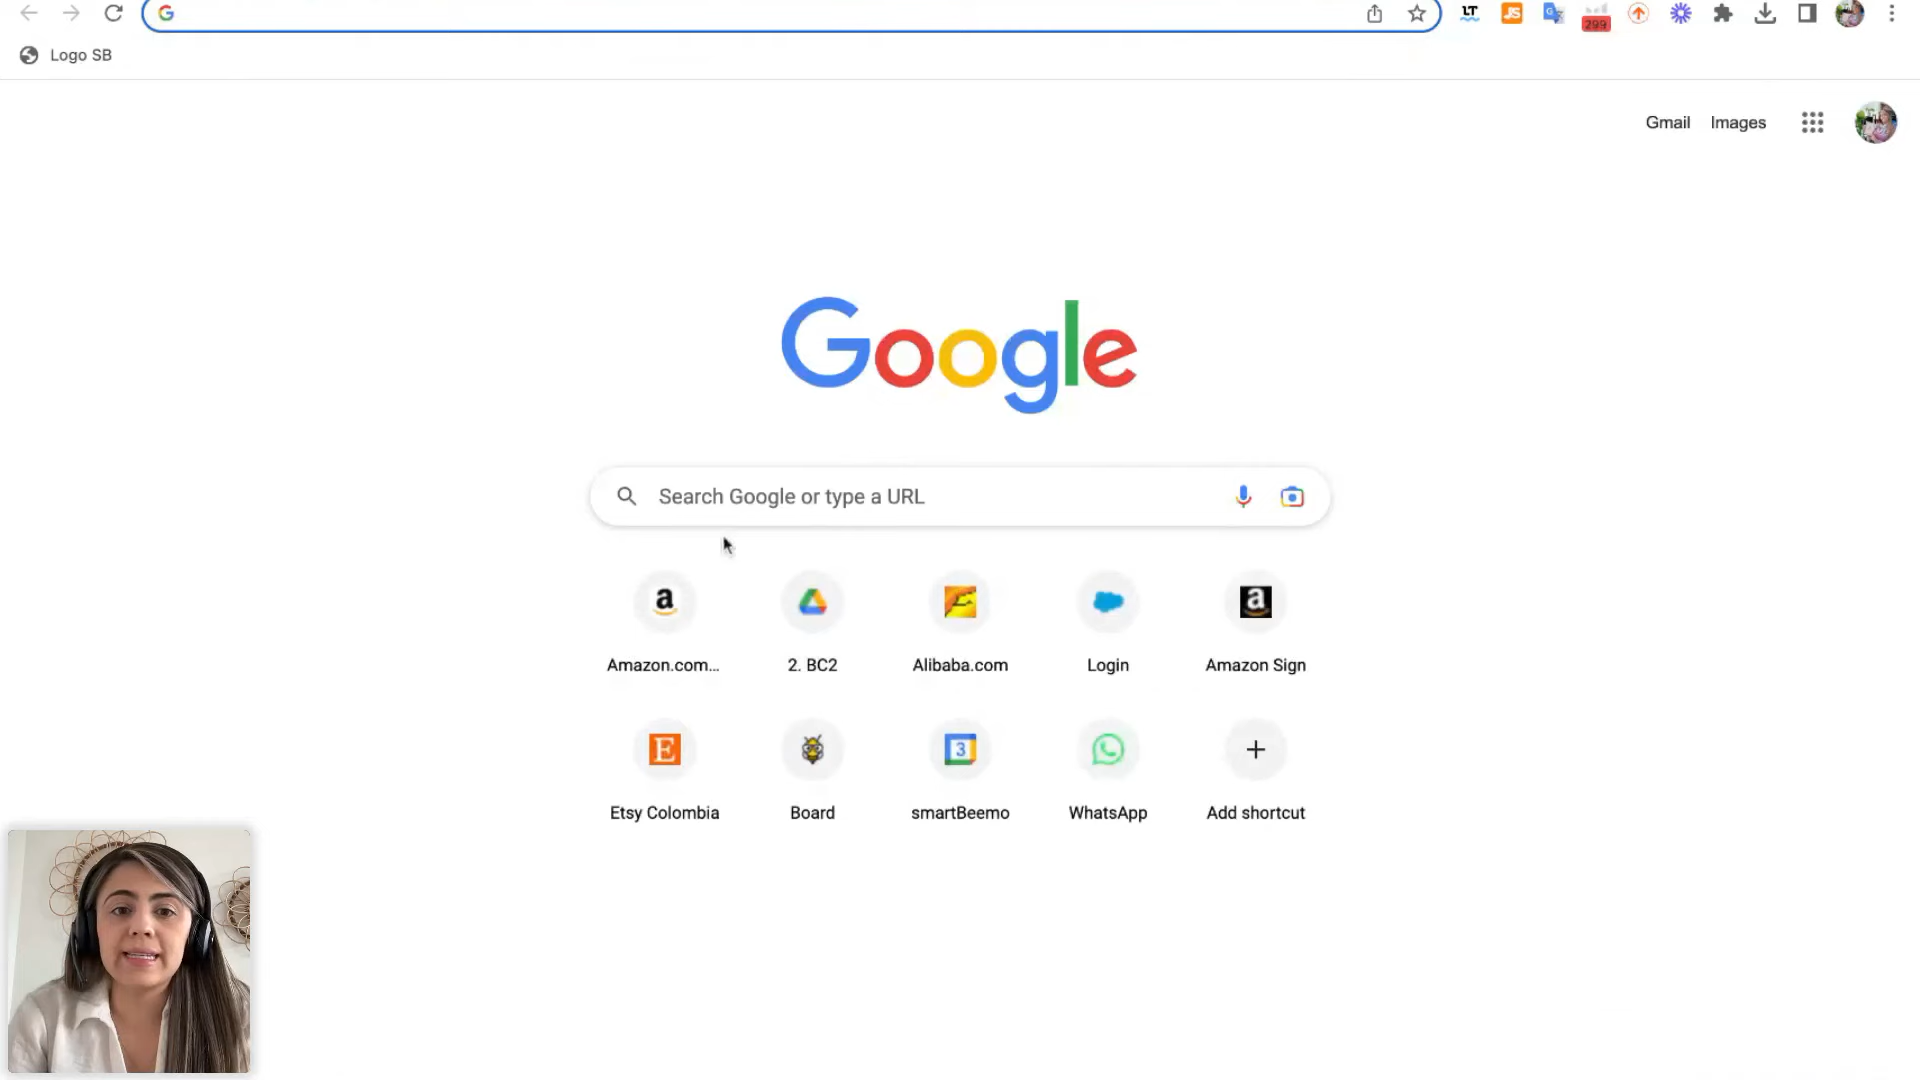 Logo SB
299
Gmail Images
Google
Search Google or type a URL
Amazon.com... 2. BC2 Alibaba.com Login Amazon Sign
Etsy Colombia Board smartBeemo WhatsApp Add shortcut